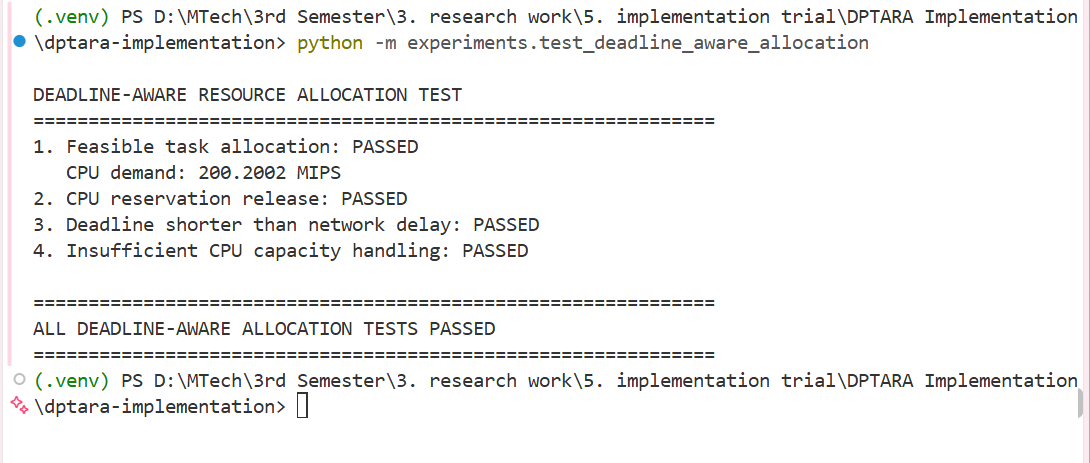 (.venv) PS D:\MTech\3rd Semester\3. research work\5. implementation trial\DPTARA Implementation
\dptara-implementation> python -m experiments.test_deadline_aware_allocation
DEADLINE-AWARE RESOURCE ALLOCATION TEST
==============================================================
1. Feasible task allocation: PASSED
CPU demand: 200.2002 MIPS
2. CPU reservation release: PASSED
3. Deadline shorter than network delay: PASSED
4. Insufficient CPU capacity handling: PASSED
==============================================================
ALL DEADLINE-AWARE ALLOCATION TESTS PASSED
==============================================================
(.venv) PS D:\MTech\3rd Semester\3. research work\5. implementation trial\DPTARA Implementation
\dptara-implementation>